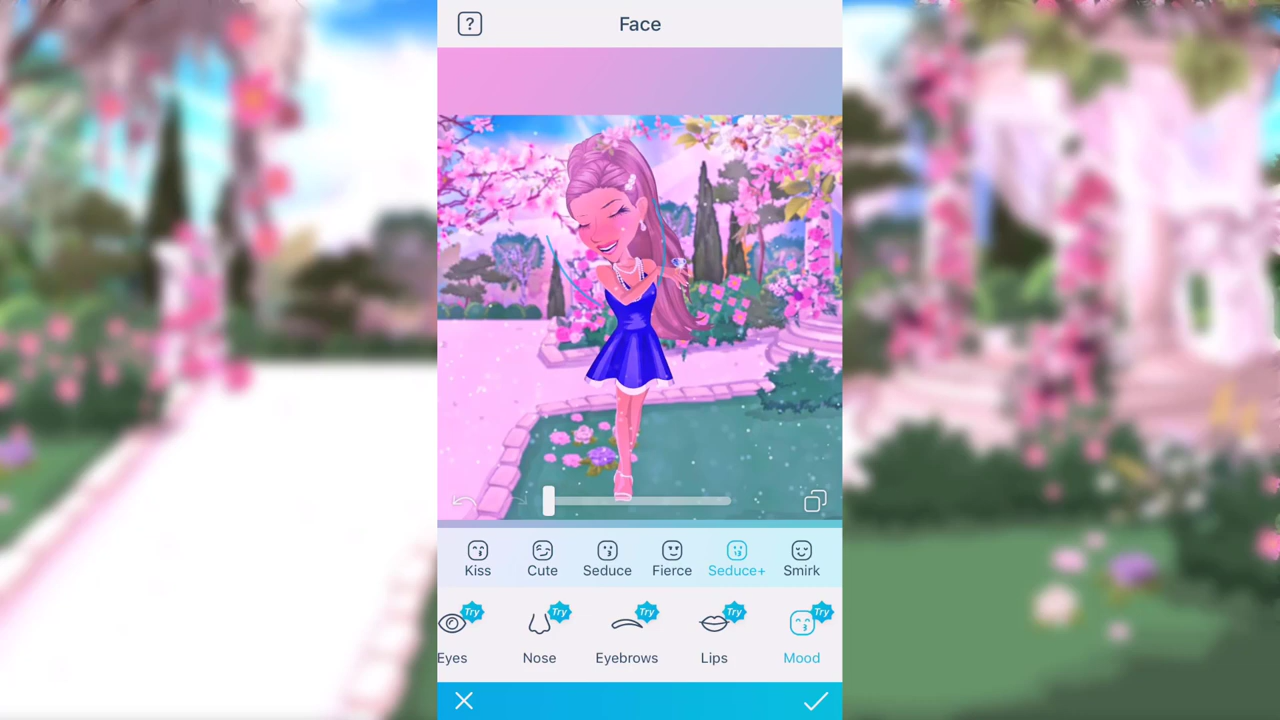 ?
Face
Kiss
Cute
Seduce
Fierce
Seduce+
Smirk
Try
Try
Try
Try
Try
Eyes
Nose
Eyebrows
Lips
Mood